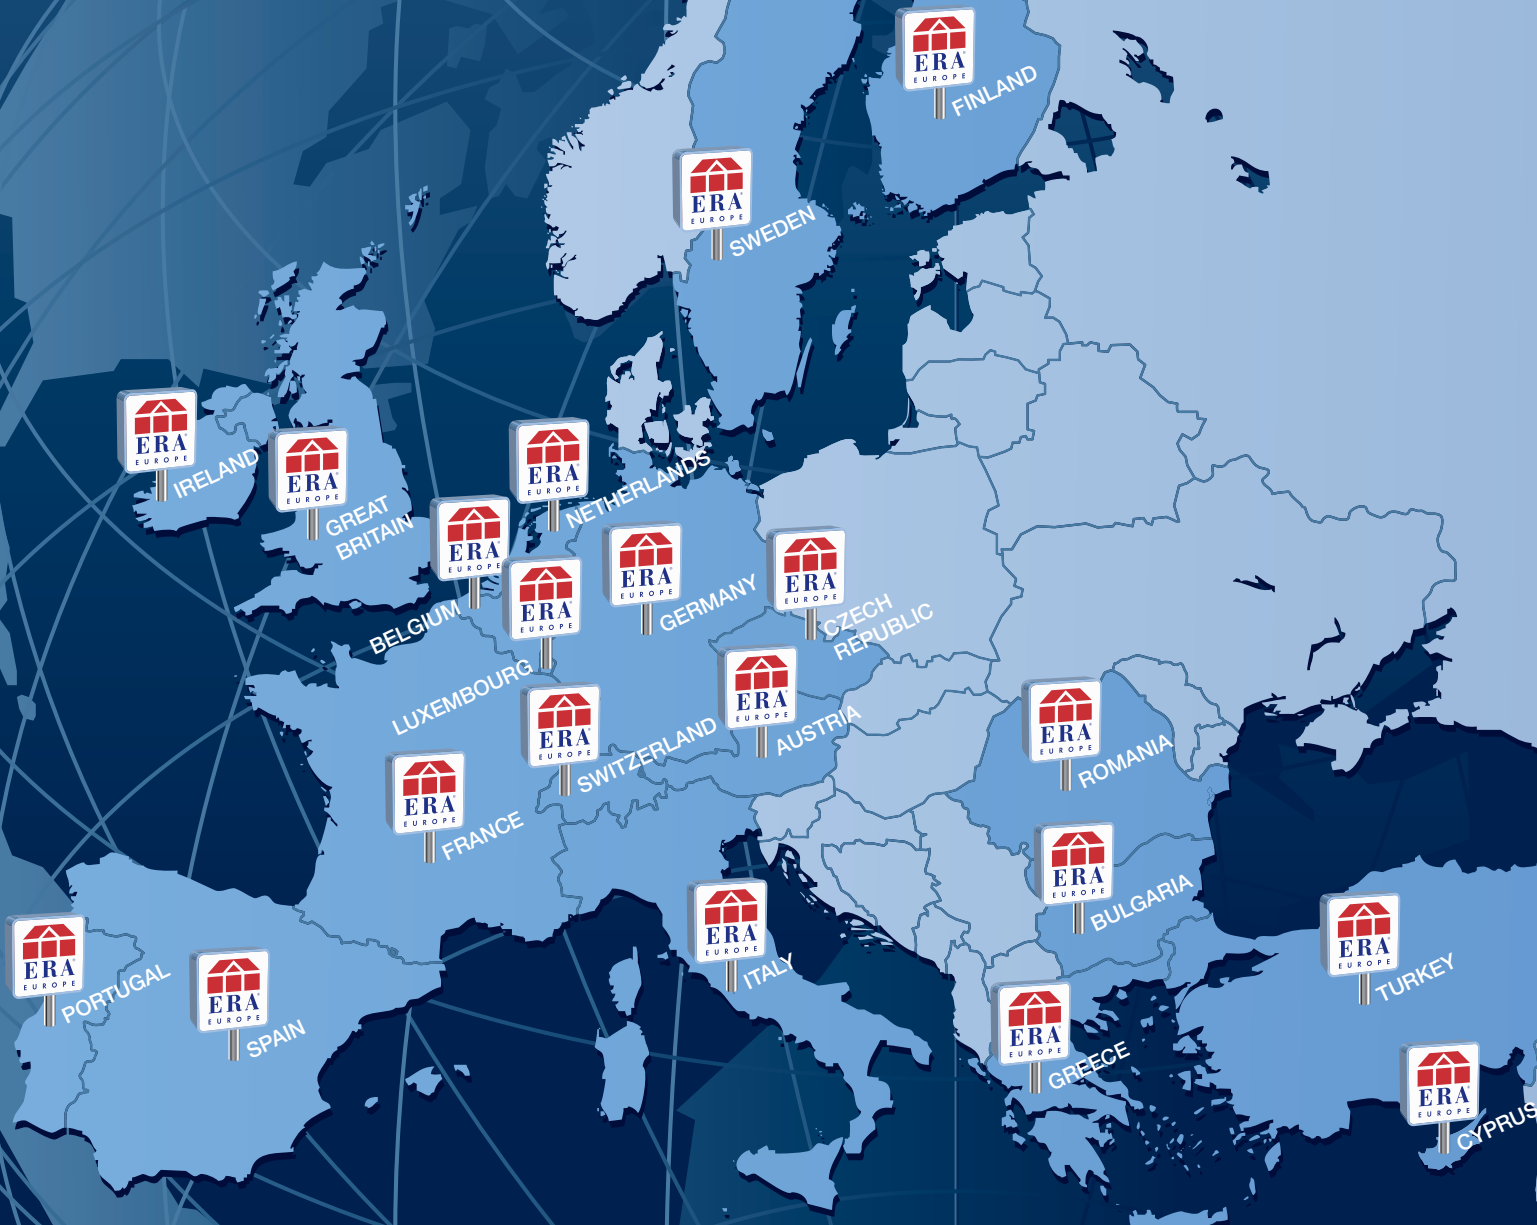 ERA
EUROPE
FINLAND
ERA
EUROPE
SWEDEN
ERA
EUROPE
IRELAND
ERA
EUROPE
GREAT
BRITAIN
ERA
EUROPE
NETHERLANDS
ERA
EUROPE
BELGIUM
ERA
EUROPE
LUXEMBOURG
ERA
EUROPE
GERMANY
ERA
EUROPE
CZECH
REPUBLIC
ERA
EUROPE
AUSTRIA
ERA
EUROPE
SWITZERLAND
ERA
EUROPE
ROMANIA
ERA
EUROPE
FRANCE
ERA
EUROPE
BULGARIA
ERA
EUROPE
ITALY
ERA
EUROPE
TURKEY
ERA
EUROPE
PORTUGAL
ERA
EUROPE
SPAIN
ERA
EUROPE
GREECE
ERA
EUROPE
CYPRUS